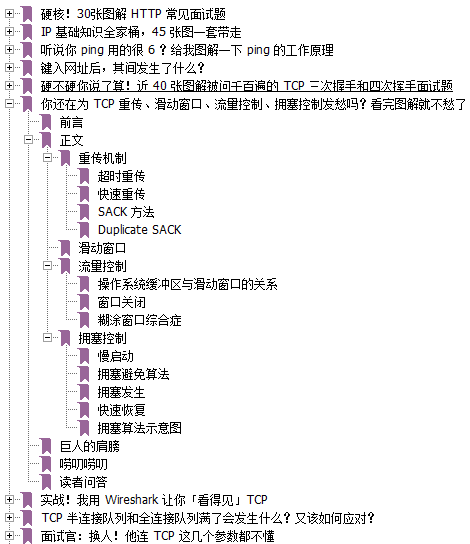 硬核！30张图解 HTTP 常见面试题
IP 基础知识全家桶，45 张图一套带走
听说你 ping 用的很 6？给我图解一下 ping 的工作原理
键入网址后，其间发生了什么？
硬不硬你说了算！近 40 张图解被问千百遍的 TCP 三次握手和四次挥手面试题
你还在为 TCP 重传、滑动窗口、流量控制、拥塞控制发愁吗？看完图解就不愁了
前言
正文
重传机制
超时重传
快速重传
SACK 方法
Duplicate SACK
滑动窗口
流量控制
操作系统缓冲区与滑动窗口的关系
窗口关闭
糊涂窗口综合症
拥塞控制
慢启动
拥塞避免算法
拥塞发生
快速恢复
拥塞算法示意图
巨人的肩膀
唠叨唠叨
读者问答
实战！我用 Wireshark 让你「看得见」TCP
TCP 半连接队列和全连接队列满了会发生什么？又该如何应对？
面试官：换人！他连 TCP 这几个参数都不懂